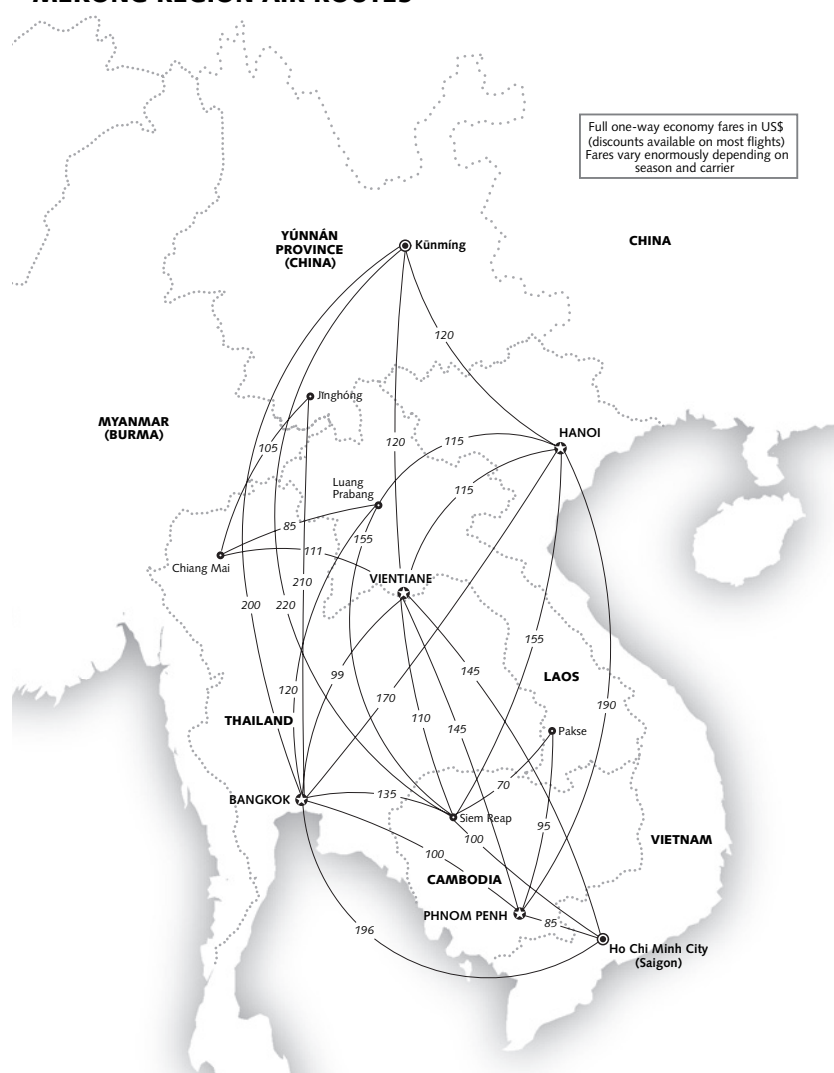 MEKONG REGION AIR ROUTES
Full one-way economy fares in US$
(discounts available on most flights)
Fares vary enormously depending on
season and carrier
YÚNNÁN
PROVINCE
(CHINA)
Kūnmíng
CHINA
120
Jǐnghóng
MYANMAR
(BURMA)
HANOI
105
120
115
Luang
Prabang
115
85
155
111
Chiang Mai
VIENTIANE
210
200
220
155
145
99
LAOS
120
170
190
110
145
THAILAND
Pakse
70
BANGKOK
135
Siem Reap
95
100
VIETNAM
100
CAMBODIA
PHNOM PENH
85
196
Ho Chi Minh City
(Saigon)